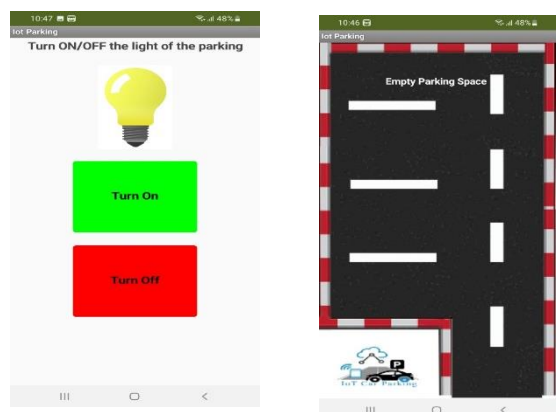 10:47 48%
Iot Parking
Turn ON/OFF the light of the parking
Turn On
Turn Off
10:46 48%
Iot Parking
Empty Parking Space
P
IoT Car Parking